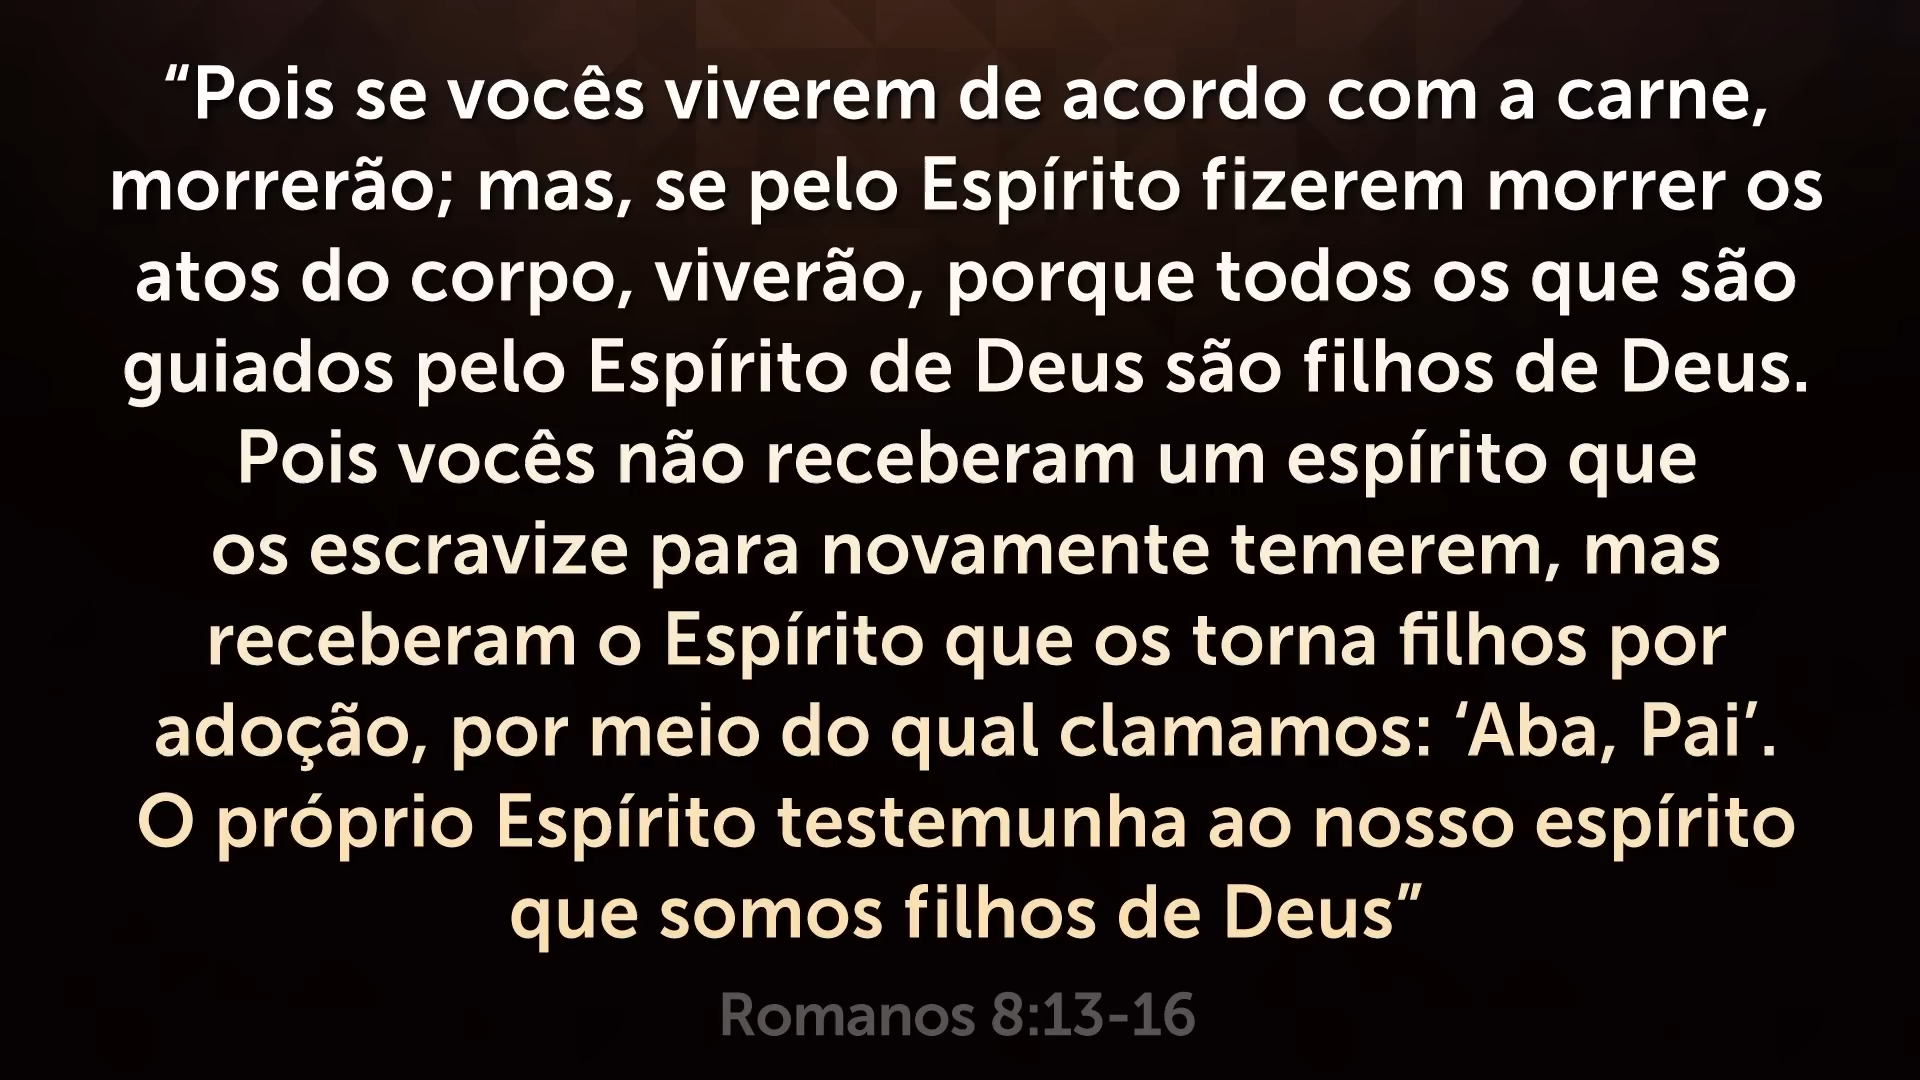 “Pois se vocês viverem de acordo com a carne,
morrerão; mas, se pelo Espírito fizerem morrer os
atos do corpo, viverão, porque todos os que são
guiados pelo Espírito de Deus são filhos de Deus.
Pois vocês não receberam um espírito que
os escravize para novamente temerem, mas
receberam o Espírito que os torna filhos por
adoção, por meio do qual clamamos: ‘Aba, Pai’.
O próprio Espírito testemunha ao nosso espírito
que somos filhos de Deus”
Romanos 8:13-16